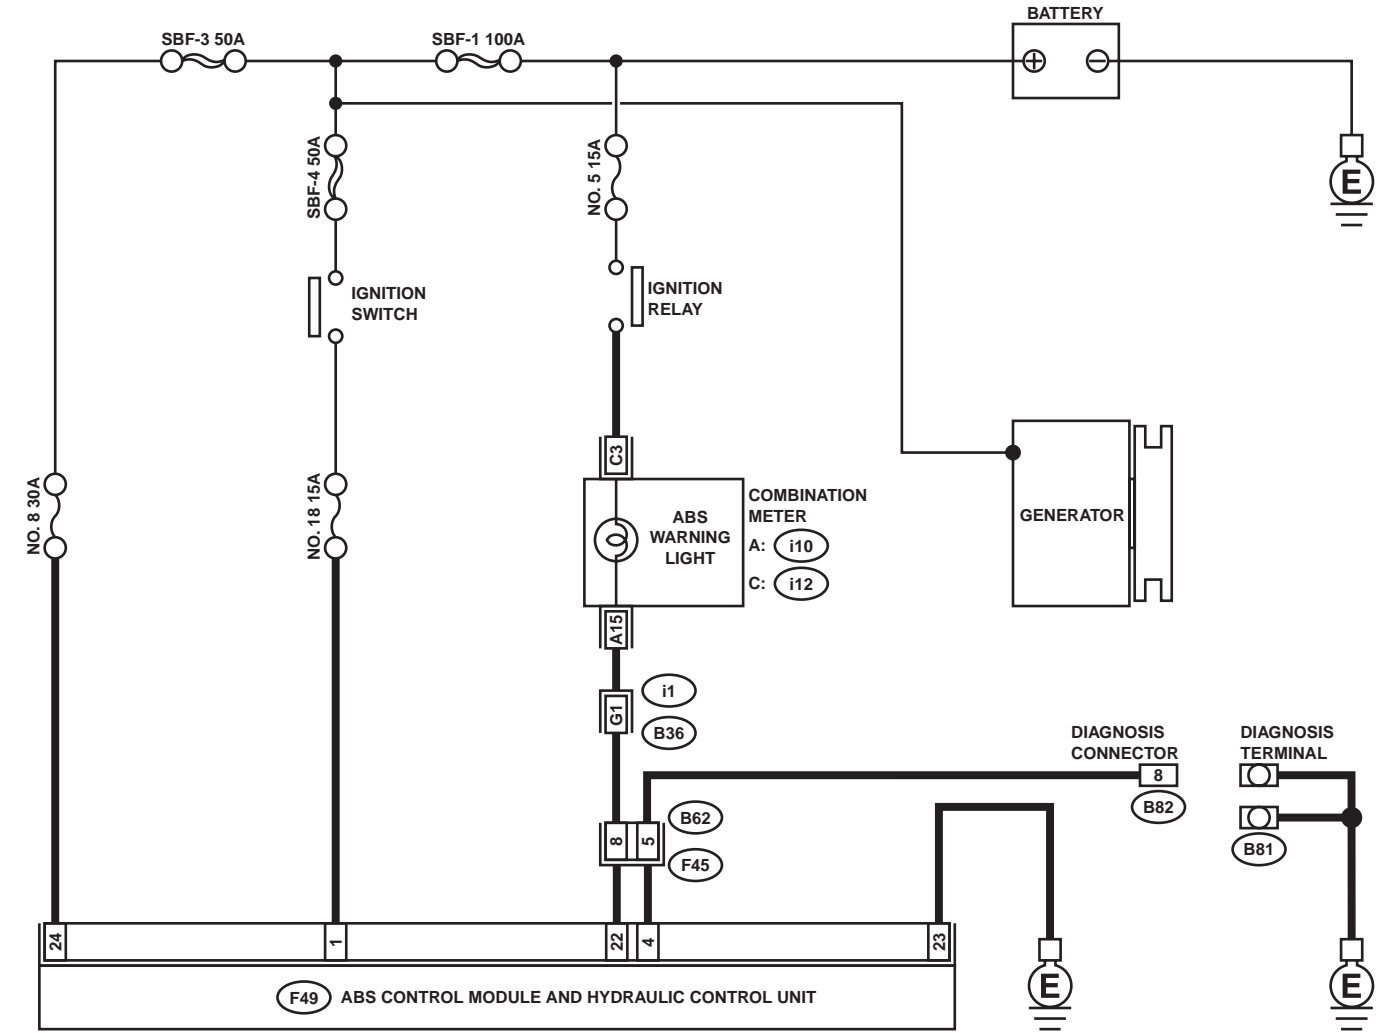 BATTERY
SBF-3 50A
SBF-1 100A
E
SBF-4 50A
NO. 5 15A
IGNITION
SWITCH
IGNITION
RELAY
C3
NO. 8 30A
NO. 18 15A
ABS
WARNING
LIGHT
COMBINATION
METER
A: i10
C: i12
GENERATOR
A15
i1
G1
B36
DIAGNOSIS
CONNECTOR
8
B82
DIAGNOSIS
TERMINAL
B81
B62
8
5
F45
24
1
22
4
23
F49 ABS CONTROL MODULE AND HYDRAULIC CONTROL UNIT
E
E